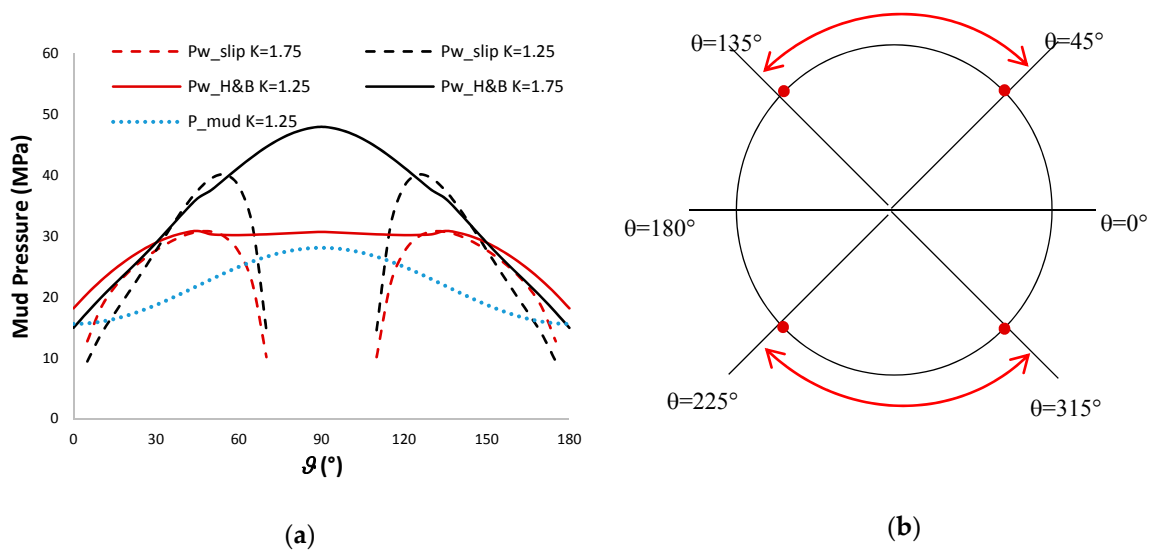 Pw_slip K=1.75
Pw_slip K=1.25
Pw_H&B K=1.25
Pw_H&B K=1.75
P_mud K=1.25
Mud Pressure (MPa)
60
50
40
30
20
10
0
0 30 60 90 120 150 180
ϑ (°)
(a)
θ=135°
θ=45°
θ=180°
θ=0°
θ=225°
θ=315°
(b)